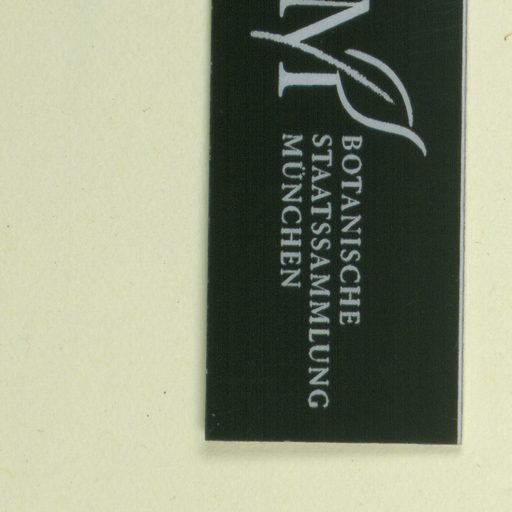 M
BOTANISCHE
STAATSSAMMLUNG
MÜNCHEN